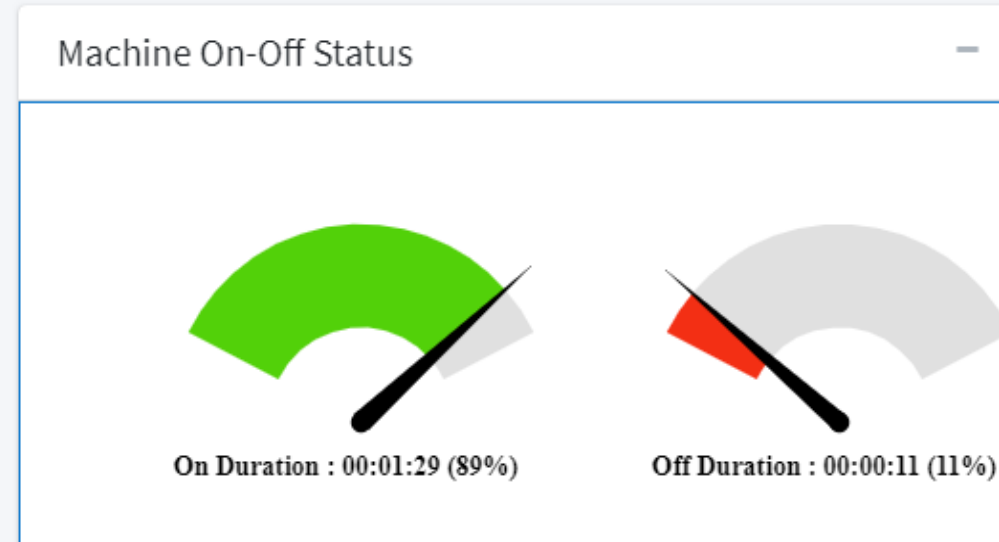 Machine On-Off Status
On Duration : 00:01:29 (89%)
Off Duration : 00:00:11 (11%)